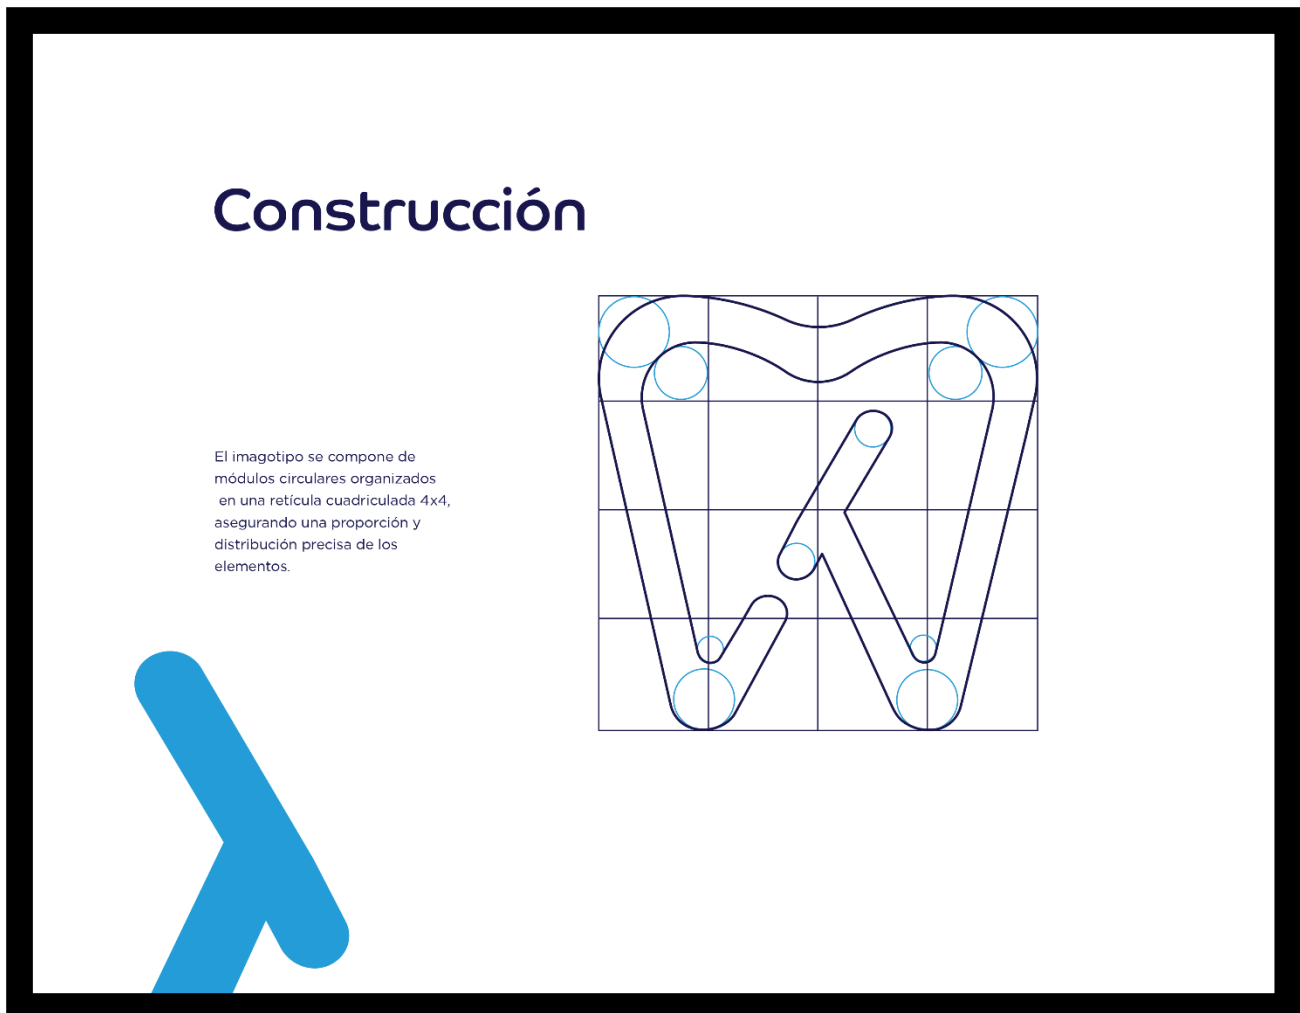 Construcción
El imagotipo se compone de
módulos circulares organizados
en una retícula cuadriculada 4x4,
asegurando una proporción y
distribución precisa de los
elementos.